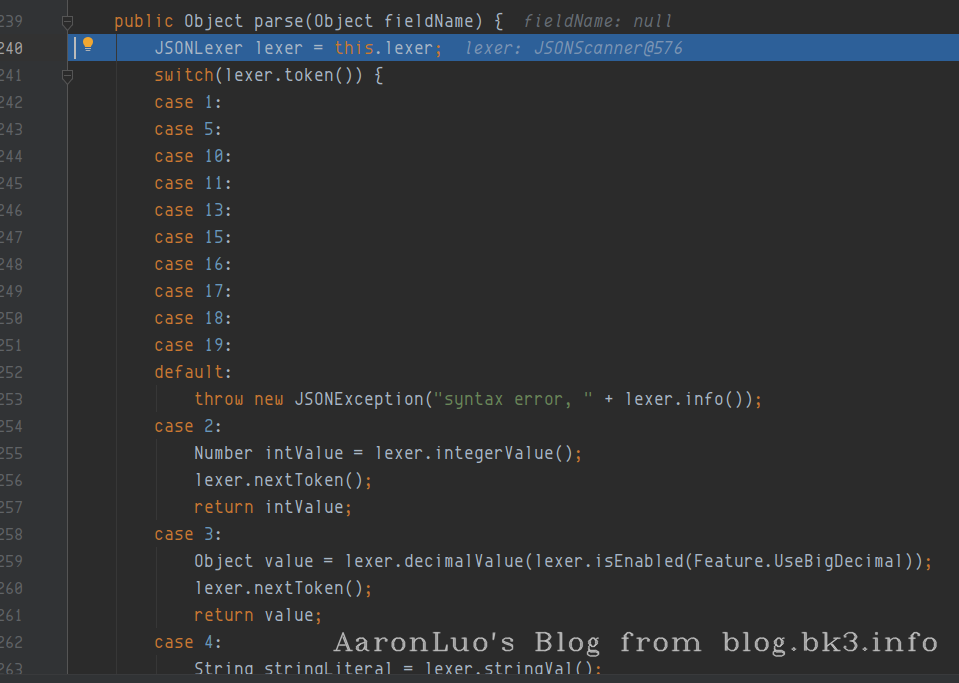 239 public Object parse(Object fieldName) { fieldName: null
240 JSONLexer lexer = this.lexer; lexer: JSONScanner@576
241 switch(lexer.token()) {
242 case 1:
243 case 5:
244 case 10:
245 case 11:
246 case 13:
247 case 15:
248 case 16:
249 case 17:
250 case 18:
251 case 19:
252 default:
253 throw new JSONException("syntax error, " + lexer.info());
254 case 2:
255 Number intValue = lexer.integerValue();
256 lexer.nextToken();
257 return intValue;
258 case 3:
259 Object value = lexer.decimalValue(lexer.isEnabled(Feature.UseBigDecimal));
260 lexer.nextToken();
261 return value;
262 case 4:
AaronLuo's Blog from blog.bk3.info
263 String stringLiteral = lexer.stringVal();